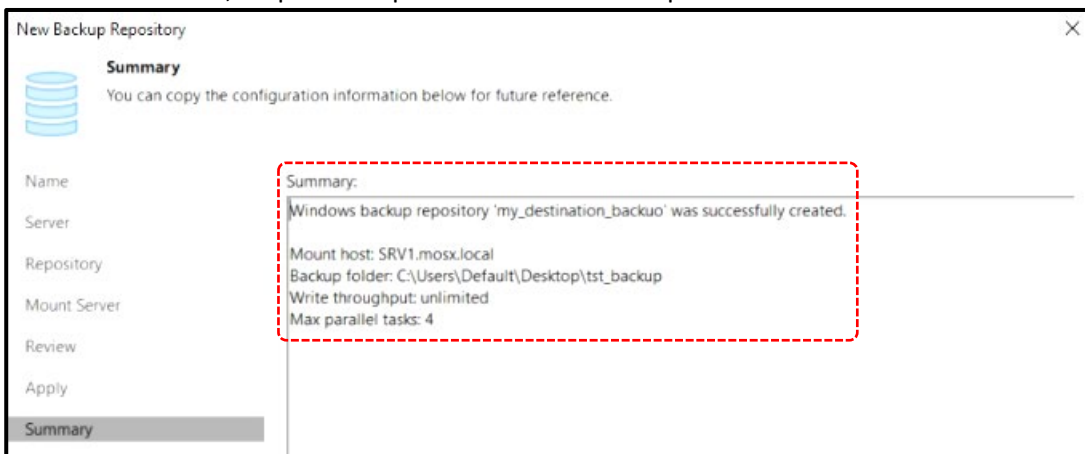 New Backup Repository
Summary
You can copy the configuration information below for future reference.
Name
Server
Repository
Mount Server
Review
Apply
Summary
Summary:
Windows backup repository 'my_destination_backuo' was successfully created.
Mount host: SRV1.mosx.local
Backup folder: C:\Users\Default\Desktop\tst_backup
Write throughput: unlimited
Max parallel tasks: 4